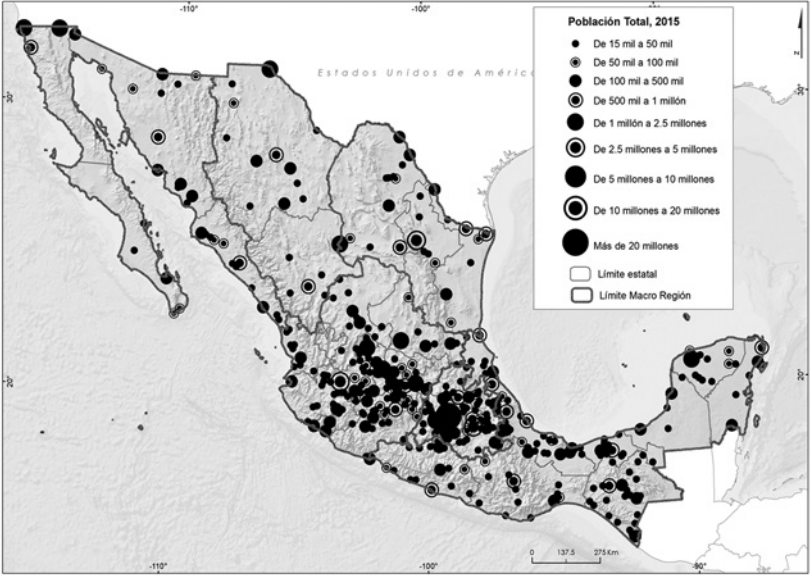 -110°
-100°
Población Total, 2015
De 15 mil a 50 mil
De 50 mil a 100 mil
De 100 mil a 500 mil
De 500 mil a 1 millón
De 1 millón a 2.5 millones
De 2.5 millones a 5 millones
De 5 millones a 10 millones
De 10 millones a 20 millones
Más de 20 millones
Límite estatal
Límite Macro Región
N
Estados Unidos de América
30°
30°
20°
20°
0 137.5 275 Km
-110°
-100°
-90°